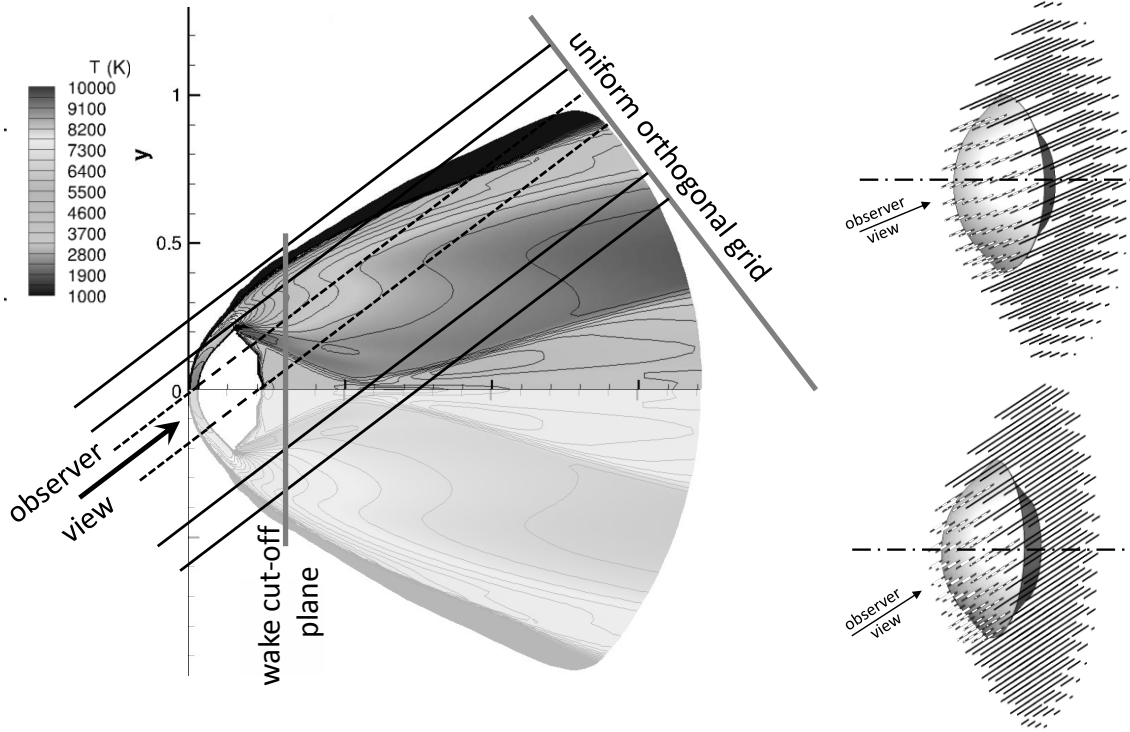 T (K)
10000
9100
8200
7300
6400
5500
4600
3700
2800
1900
1000
y
1
0.5
0
uniform orthogonal grid
observer
view
wake cut-off
plane
observer
view
observer
view